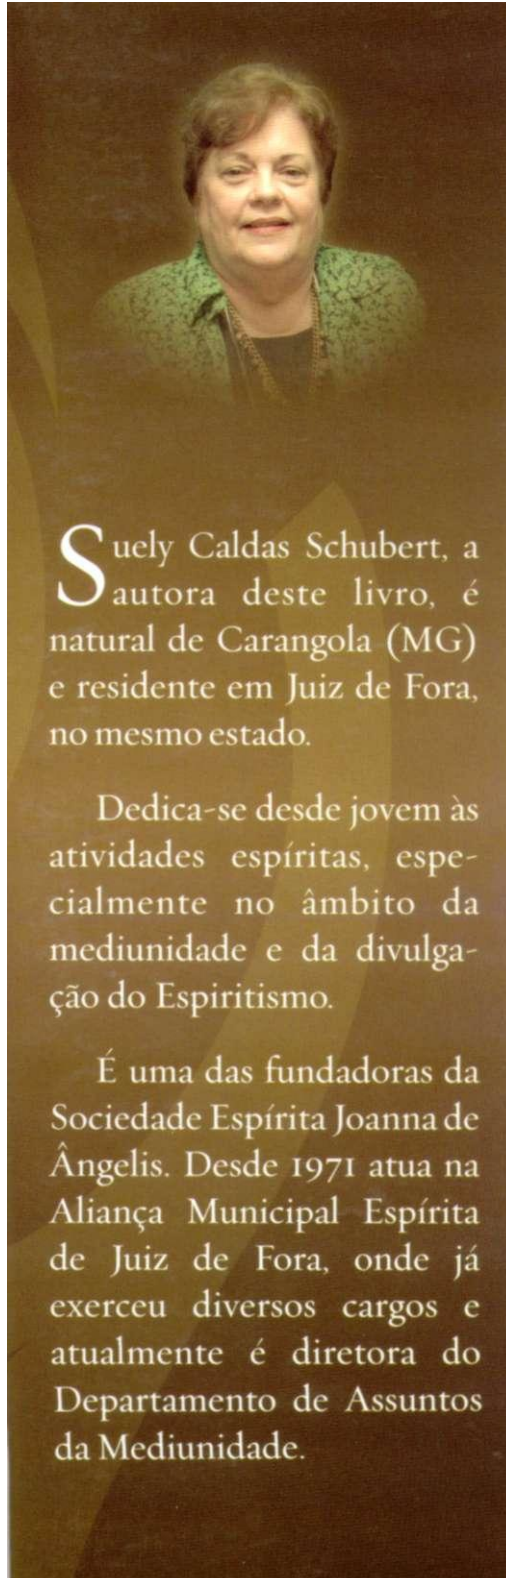 Suely Caldas Schubert, a
autora deste livro, é
natural de Carangola (MG)
e residente em Juiz de Fora,
no mesmo estado.
Dedica-se desde jovem às
atividades espíritas, espe-
cialmente no âmbito da
mediunidade e da divulga-
ção do Espiritismo.
É uma das fundadoras da
Sociedade Espírita Joanna de
Ângelis. Desde 1971 atua na
Aliança Municipal Espírita
de Juiz de Fora, onde já
exerceu diversos cargos e
atualmente é diretora do
Departamento de Assuntos
da Mediunidade.